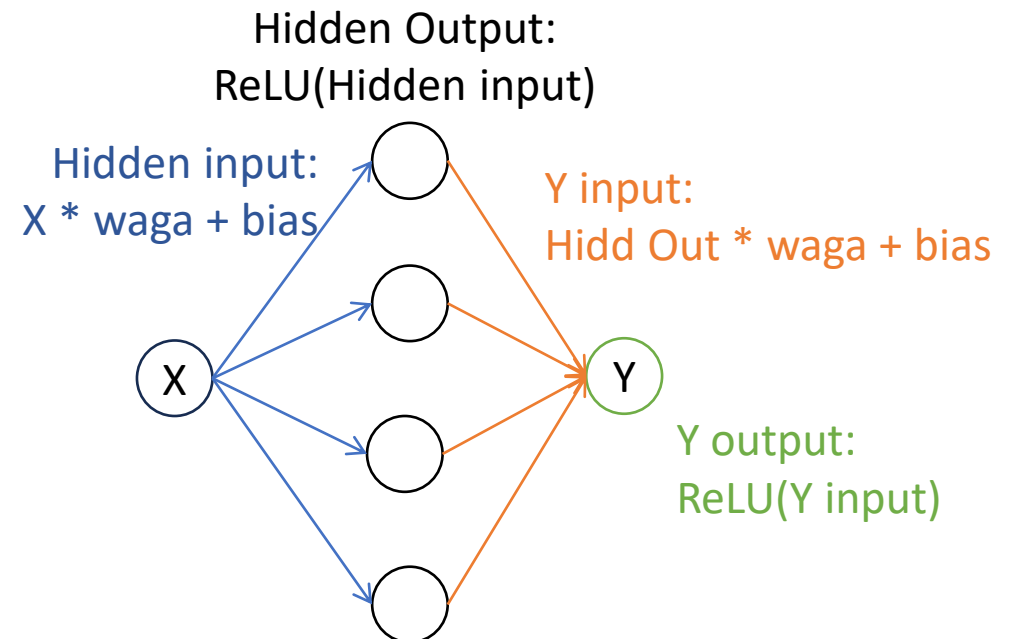 Hidden Output:
ReLU(Hidden input)
Hidden input:
X * waga + bias
Y input:
Hidd Out * waga + bias
X
Y
Y output:
ReLU(Y input)